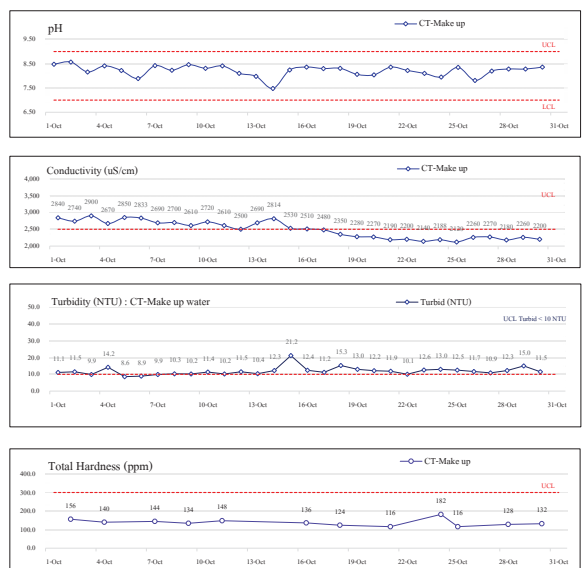 pH
CT-Make up
9.50
UCL
8.50
7.50
LCL
6.50
1-Oct 4-Oct 7-Oct 10-Oct 13-Oct 16-Oct 19-Oct 22-Oct 25-Oct 28-Oct 31-Oct
Conductivity (uS/cm)
CT-Make up
4,000
3,500
UCL
3,000
2,500
2,000
2840 2740 2900 2670 2850 2833 2690 2700 2610 2720 2610 2500 2690 2814 2530 2510 2480 2350 2280 2270 2190 2200 2140 2188 2120 2260 2270 2180 2260 2200
1-Oct 4-Oct 7-Oct 10-Oct 13-Oct 16-Oct 19-Oct 22-Oct 25-Oct 28-Oct 31-Oct
Turbidity (NTU) : CT-Make up water
Turbid (NTU)
50.0
UCL Turbid < 10 NTU
40.0
30.0
20.0
10.0
0.0
11.1 11.5 9.9 14.2 8.6 8.9 9.9 10.3 10.2 11.4 10.2 11.5 10.4 12.3 21.2 12.4 11.2 15.3 13.0 12.2 11.9 10.1 12.6 13.0 12.5 11.7 10.9 12.3 15.0 11.5
1-Oct 4-Oct 7-Oct 10-Oct 13-Oct 16-Oct 19-Oct 22-Oct 25-Oct 28-Oct 31-Oct
Total Hardness (ppm)
CT-Make up
400.0
UCL
300.0
200.0
100.0
0.0
156 140 144 134 148 136 124 116 182 116 128 132
1-Oct 4-Oct 7-Oct 10-Oct 13-Oct 16-Oct 19-Oct 22-Oct 25-Oct 28-Oct 31-Oct